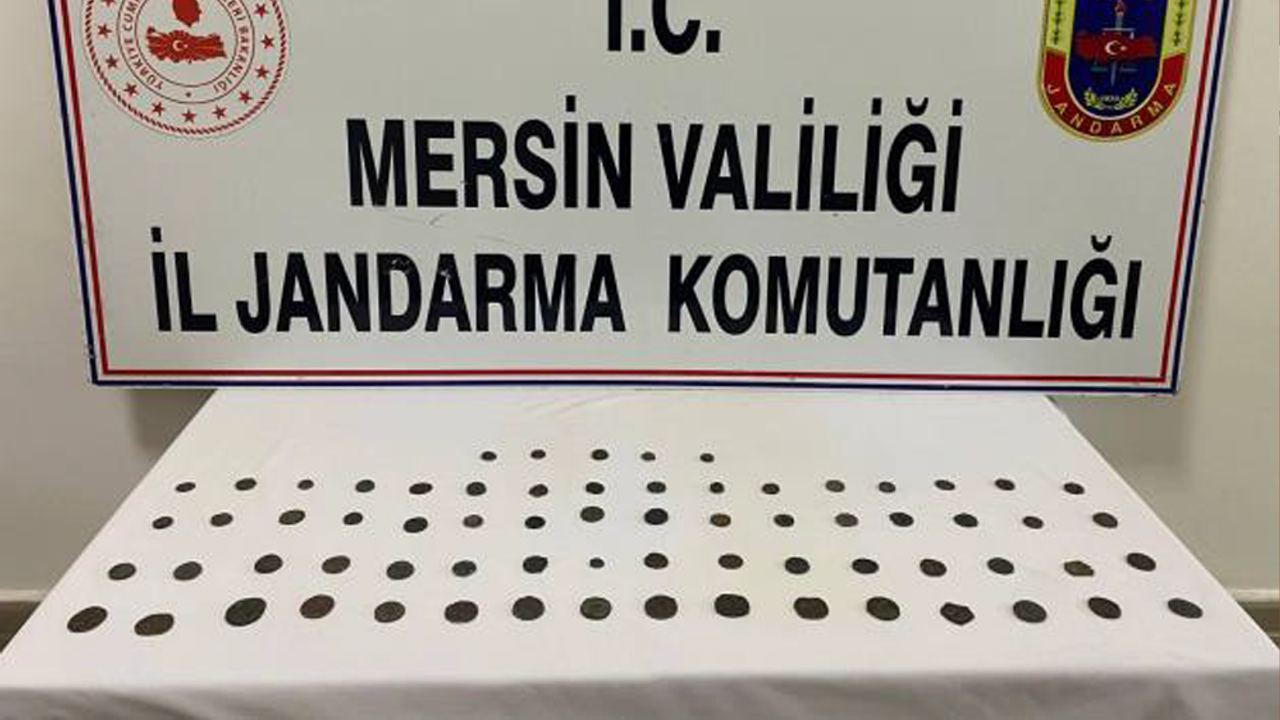 T.C.
MERSİN VALİLİĞİ
İL JANDARMA KOMUTANLIĞI
JANDARMA